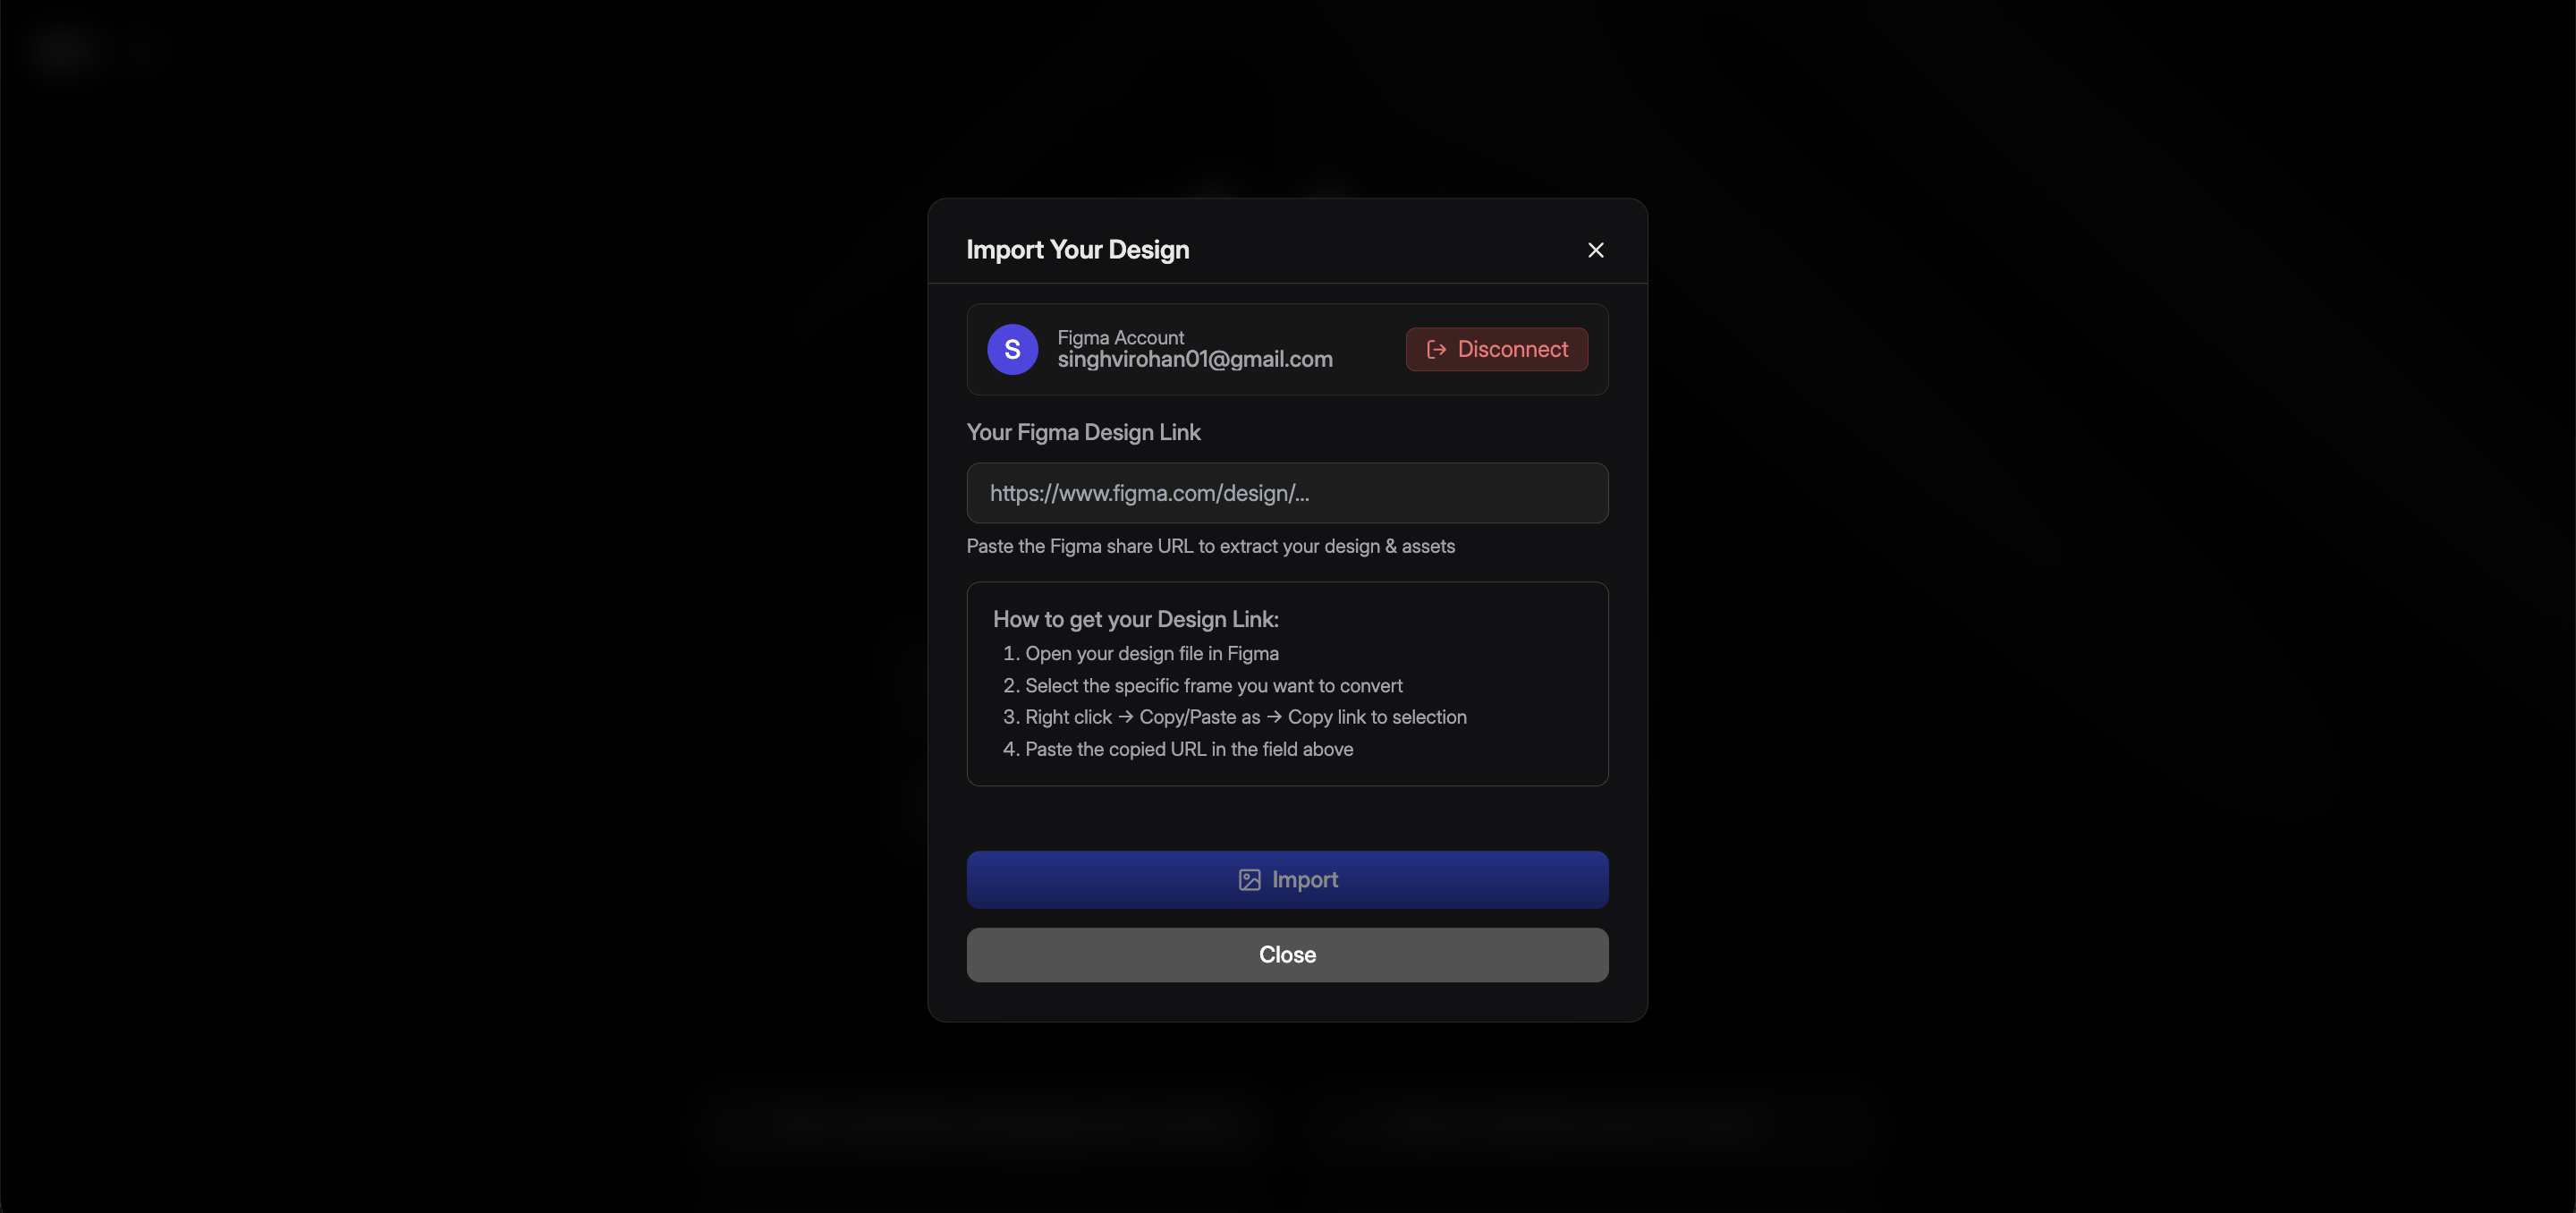 Import Your Design
S
Figma Account
singhvirohan01@gmail.com
Disconnect
Your Figma Design Link
https://www.figma.com/design/...
Paste the Figma share URL to extract your design & assets
How to get your Design Link:
1. Open your design file in Figma
2. Select the specific frame you want to convert
3. Right click → Copy/Paste as → Copy link to selection
4. Paste the copied URL in the field above
Import
Close